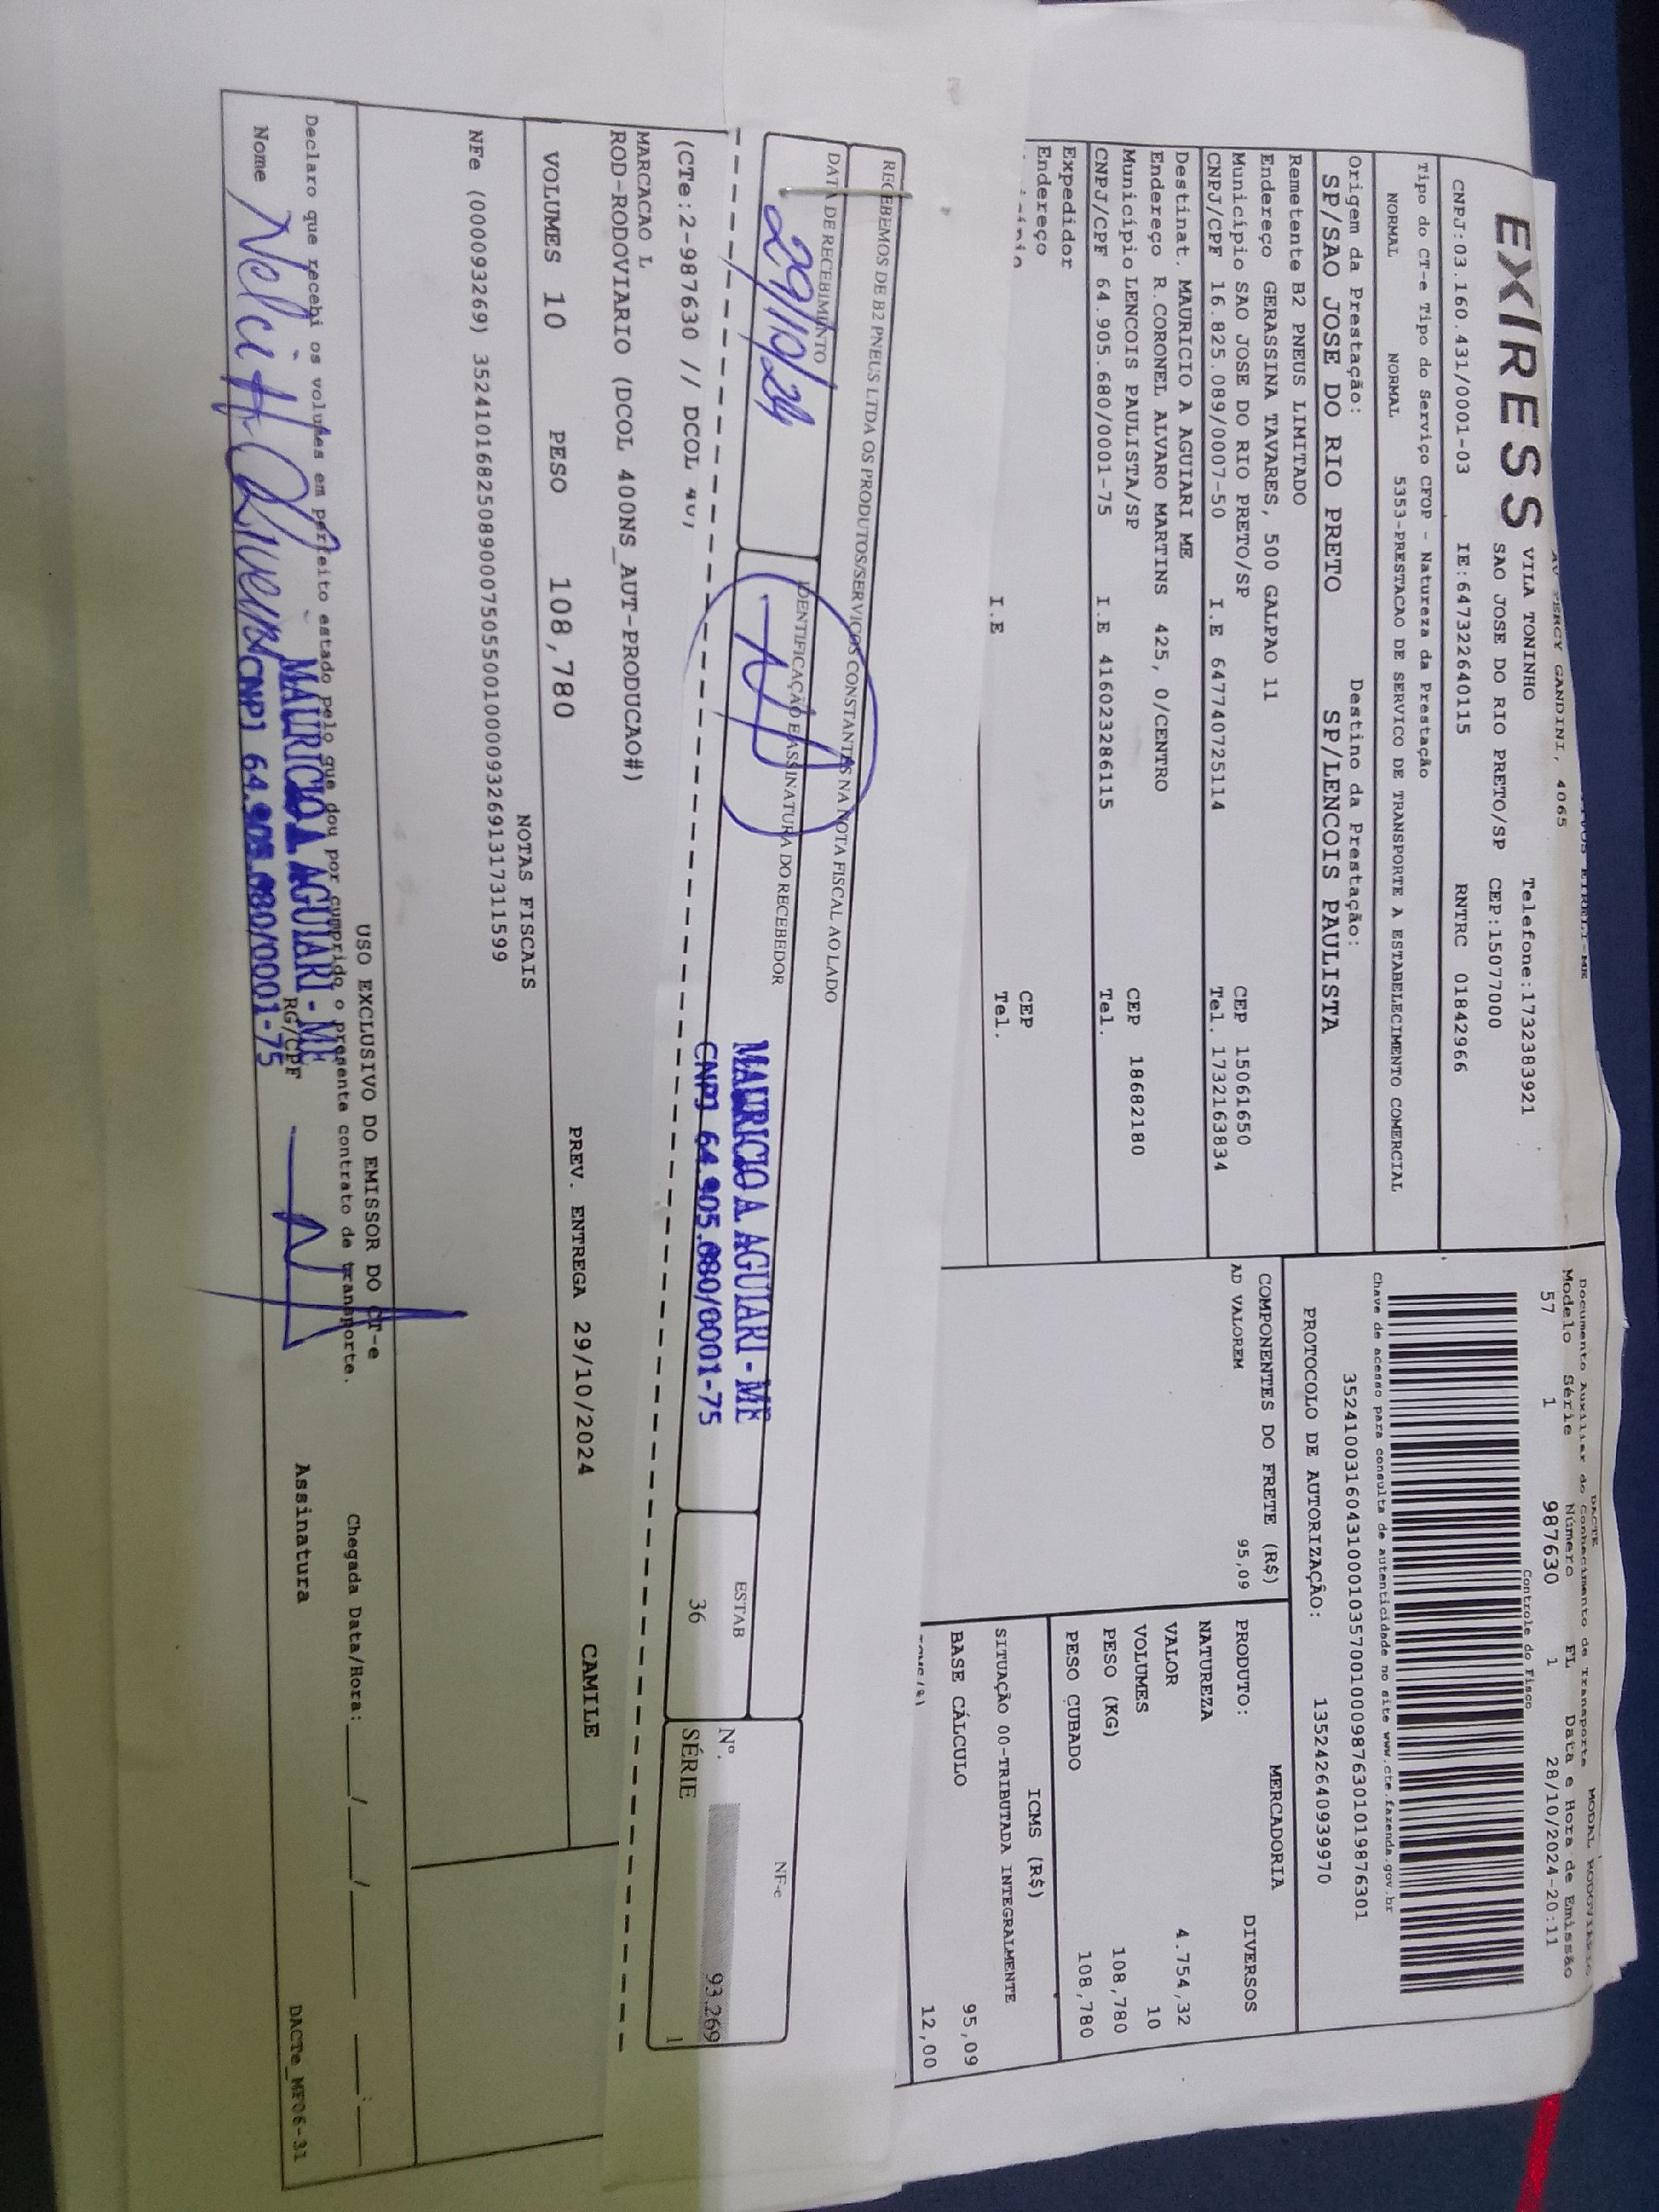 EXIRESS
AV PERCY GANDINI, 4065
VILA TONINHO
Telefone:1732383921
SAO JOSE DO RIO PRETO/SP CEP:15077000
CNPJ:03.160.431/0001-03 IE:647322640115 RNTRC 01842966
Tipo do CT-e Tipo do Serviço CFOP - Natureza da Prestação
NORMAL NORMAL 5353-PRESTACAO DE SERVICO DE TRANSPORTE A ESTABELECIMENTO COMERCIAL
Origem da Prestação: Destino da Prestação:
SP/SAO JOSE DO RIO PRETO SP/LENCOIS PAULISTA
Remetente B2 PNEUS LIMITADO
Endereço GERASSINA TAVARES, 500 GALPAO 11
Município SAO JOSE DO RIO PRETO/SP CEP 15061650
CNPJ/CPF 16.825.089/0007-50 I.E 647740725114 Tel. 1732163834
Destinat. MAURICIO A AGUIARI ME
Endereço R.CORONEL ALVARO MARTINS 425, 0/CENTRO
Município LENCOIS PAULISTA/SP CEP 18682180
CNPJ/CPF 64.905.680/0001-75 I.E 416023286115 Tel.
Expedidor
Endereço CEP
I.E Tel.
DACTE
Documento Auxiliar do Conhecimento de Transporte MODAL RODOVIARIO
Modelo Série Número FL Data e Hora de Emissão
57 1 987630 1 28/10/2024-20:11
Controle do Fisco
Chave de acesso para consulta de autenticidade no site www.cte.fazenda.gov.br
35241003160431000103570010009876301019876301
PROTOCOLO DE AUTORIZAÇÃO: 135242640939970
COMPONENTES DO FRETE (R$)
AD VALOREM 95,09
MERCADORIA
PRODUTO: DIVERSOS
NATUREZA
VALOR 4.754,32
VOLUMES 10
PESO (KG) 108,780
PESO CUBADO 108,780
ICMS (R$)
SITUAÇÃO 00-TRIBUTADA INTEGRALMENTE
BASE CÁLCULO 95,09
12,00
RECEBEMOS DE B2 PNEUS LTDA OS PRODUTOS/SERVIÇOS CONSTANTES NA NOTA FISCAL AO LADO
DATA DE RECEBIMENTO IDENTIFICAÇÃO E ASSINATURA DO RECEBEDOR
29/10/24
MAURICIO A. AGUIARI - ME
CNPJ 64.905.680/0001-75
ESTAB
36
NF-e
Nº. 93.269
SÉRIE 1
(CTe:2-987630 // DCOL
MARCACAO L
ROD-RODOVIARIO (DCOL 400NS_AUT-PRODUCAO#)
CAMILE
VOLUMES 10 PESO 108,780 PREV. ENTREGA 29/10/2024
NOTAS FISCAIS
NFe (000093269) 35241016825089000750550010000932691317311599
USO EXCLUSIVO DO EMISSOR DO CT-e
Declaro que recebi os volumes em perfeito estado pelo que dou por cumprido o presente contrato de transporte.
Chegada Data/Hora: ____/____/____ ___:___
MAURICIO A AGUIARI - ME
CNPJ 64.905.680/0001-75
Nome RG/CPF Assinatura
DACTe_MF06-31